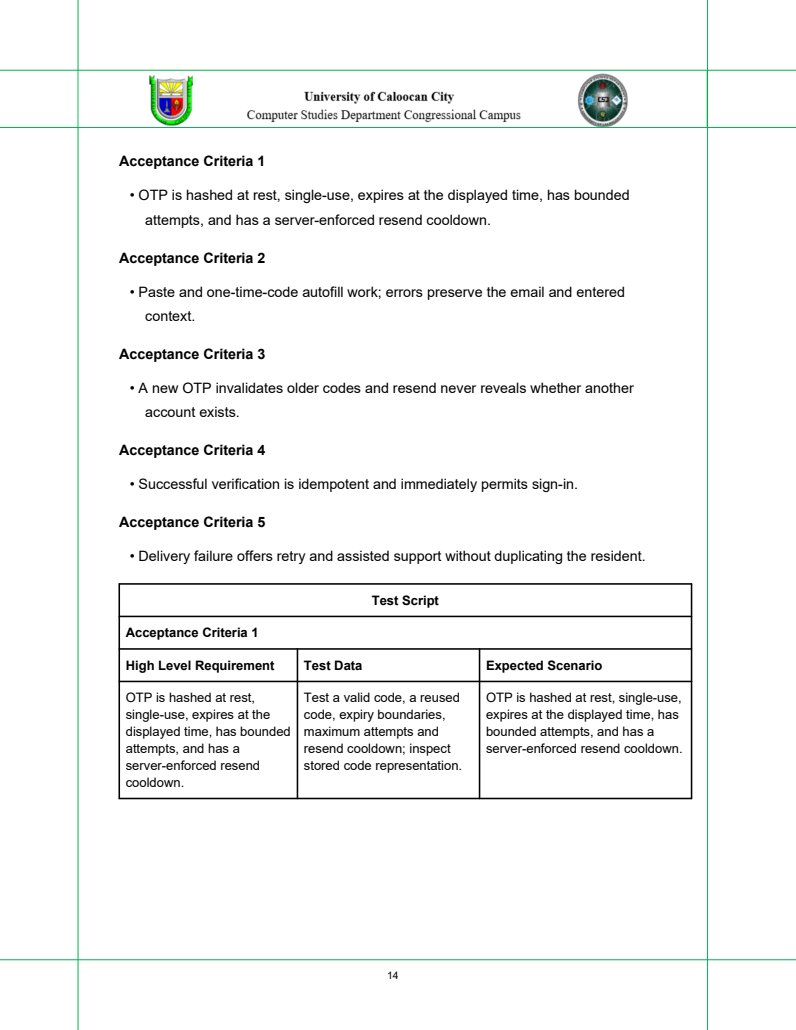 University of Caloocan City
Computer Studies Department Congressional Campus
Acceptance Criteria 1
• OTP is hashed at rest, single-use, expires at the displayed time, has bounded
attempts, and has a server-enforced resend cooldown.
Acceptance Criteria 2
• Paste and one-time-code autofill work; errors preserve the email and entered
context.
Acceptance Criteria 3
• A new OTP invalidates older codes and resend never reveals whether another
account exists.
Acceptance Criteria 4
• Successful verification is idempotent and immediately permits sign-in.
Acceptance Criteria 5
• Delivery failure offers retry and assisted support without duplicating the resident.
Test Script
Acceptance Criteria 1
High Level Requirement
Test Data
Expected Scenario
OTP is hashed at rest,
single-use, expires at the
displayed time, has bounded
attempts, and has a
server-enforced resend
cooldown.
Test a valid code, a reused
code, expiry boundaries,
maximum attempts and
resend cooldown; inspect
stored code representation.
OTP is hashed at rest, single-use,
expires at the displayed time, has
bounded attempts, and has a
server-enforced resend cooldown.
14